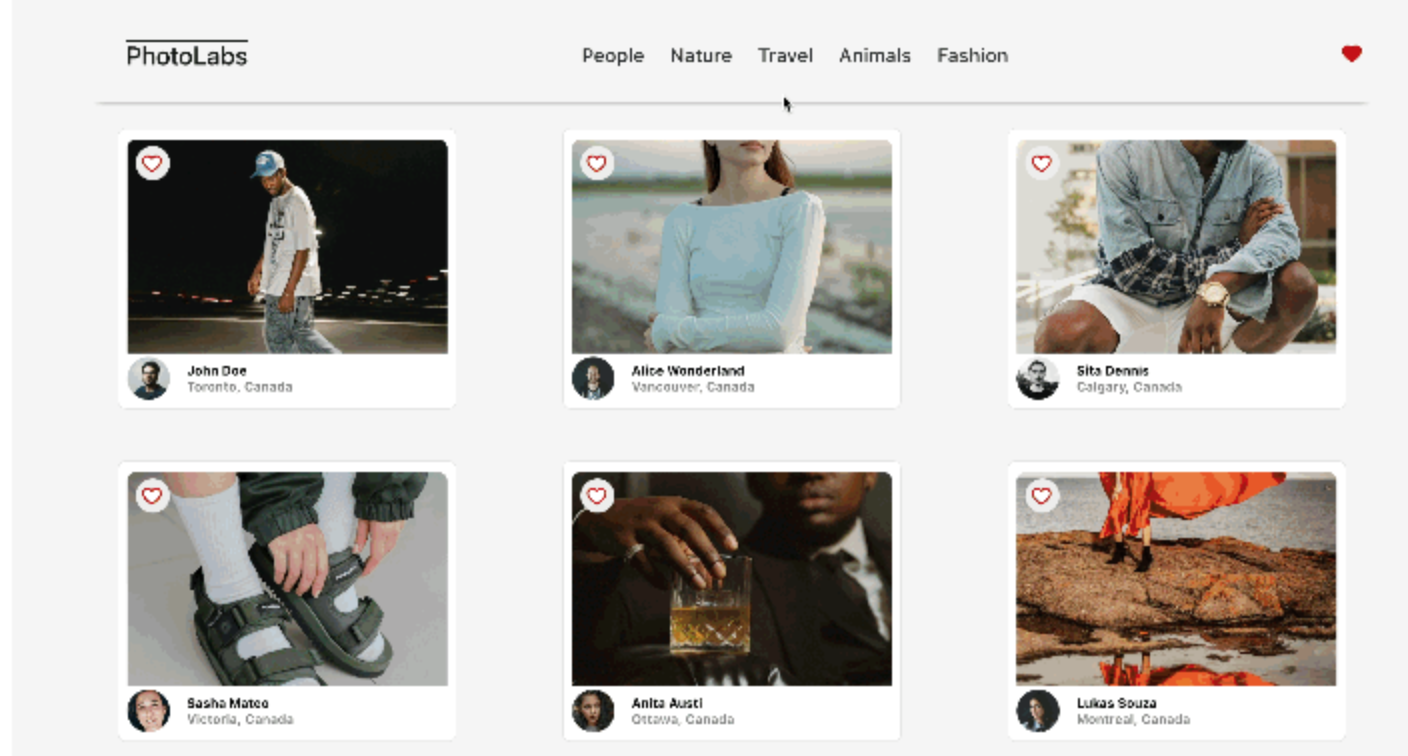 PhotoLabs
People Nature Travel Animals Fashion
John Doe
Toronto, Canada
Alice Wonderland
Vancouver, Canada
Sita Dennis
Calgary, Canada
Sasha Mateo
Victoria, Canada
Anita Austi
Ottawa, Canada
Lukas Souza
Montreal, Canada